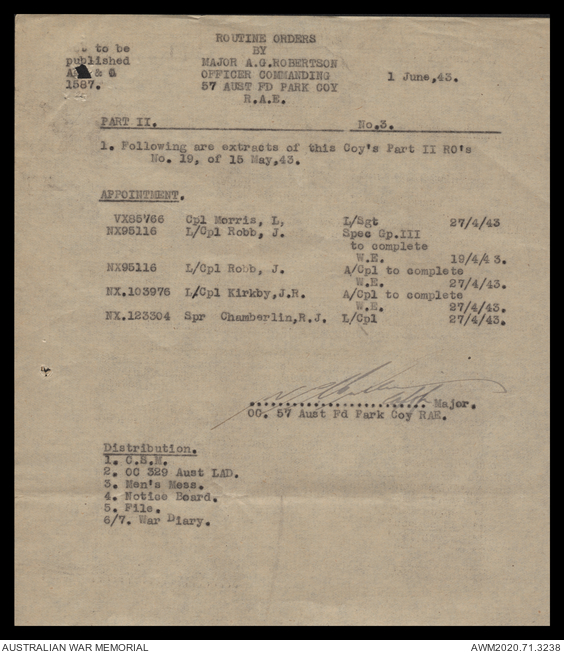 ROUTINE ORDERS
to be BY
published MAJOR A.G.ROBERTSON
& G OFFICER COMMANDING 1 June,43.
1587. 57 AUST FD PARK COY
R.A.E.
PART II. No.3.
1. Following are extracts of this Coy's Part II RO's
No. 19, of 15 May,43.
APPOINTMENT.
VX85766 Cpl Morris, L, L/Sgt 27/4/43
NX95116 L/Cpl Robb, J. Spec Gp.III
to complete
W.E. 19/4/43.
NX95116 L/Cpl Robb, J. A/Cpl to complete
W.E. 27/4/43.
NX.103976 L/Cpl Kirkby,J.R. A/Cpl to complete
W.E. 27/4/43.
NX.123304 Spr Chamberlin,R.J. L/Cpl 27/4/43.
Major.
OC. 57 Aust Fd Park Coy RAE.
Distribution.
1. C.S.M.
2. OC 329 Aust LAD.
3. Men's Mess.
4. Notice Board.
5. File.
6/7. War Diary.
AUSTRALIAN WAR MEMORIAL AWM2020.71.3238